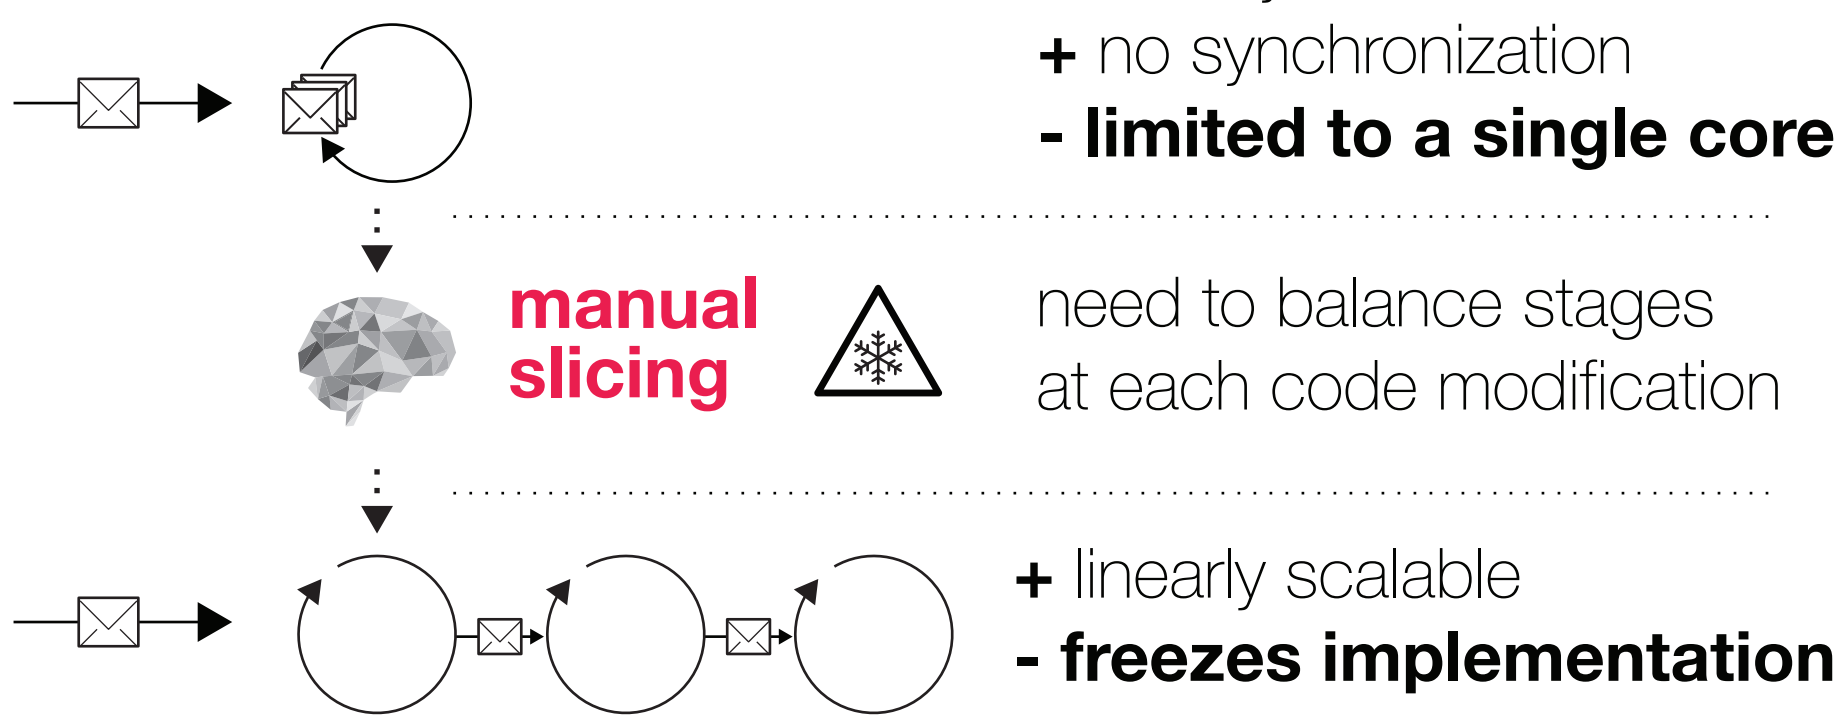 + no synchronization
- limited to a single core
manual
slicing
need to balance stages
at each code modification
+ linearly scalable
- freezes implementation